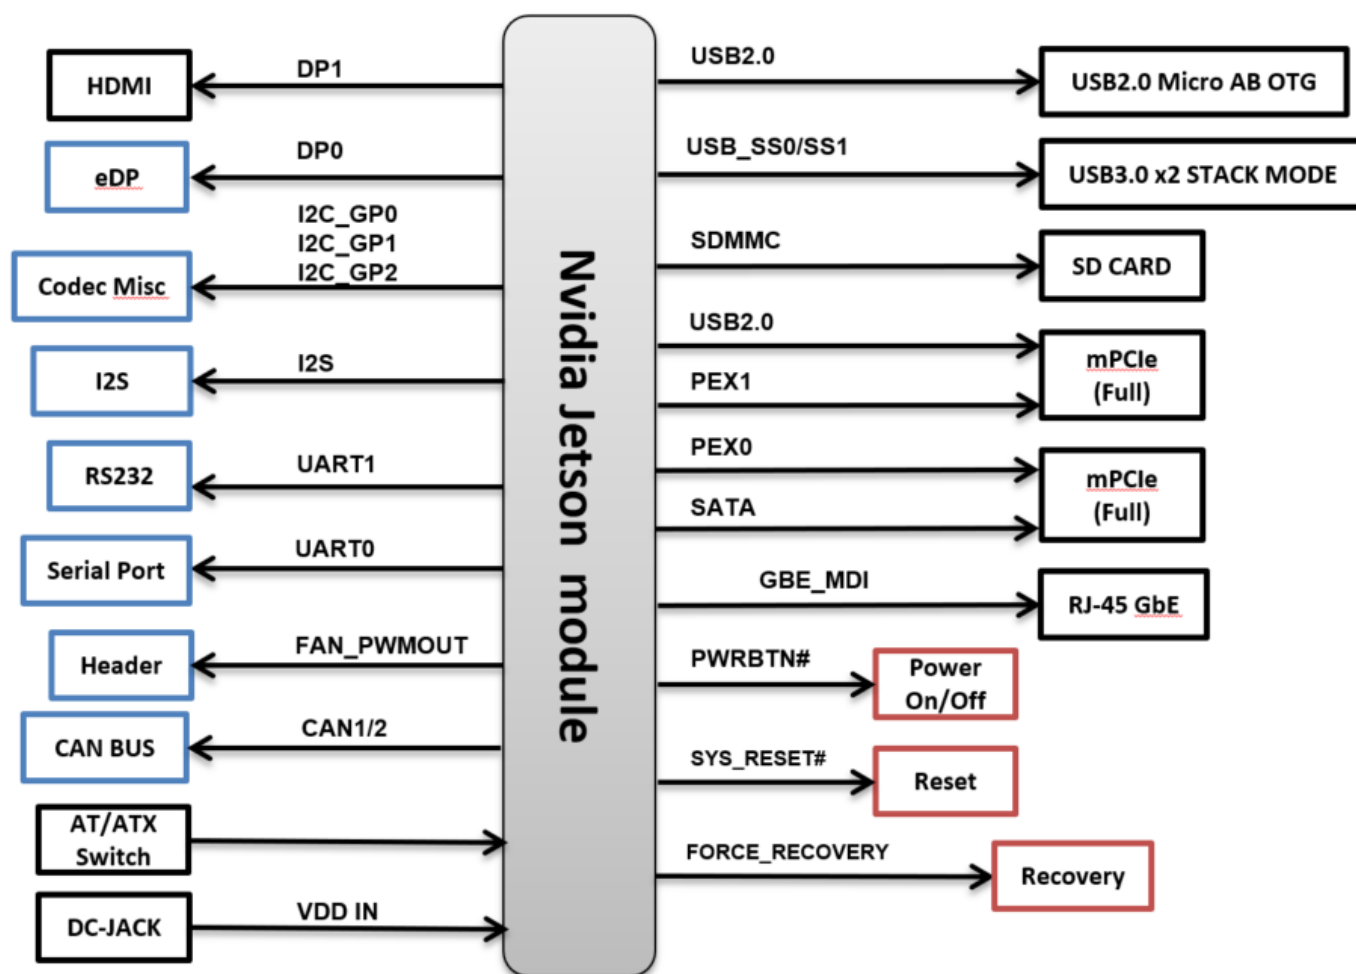 DP1
HDMI
DP0
eDP
I2C_GP0
I2C_GP1
I2C_GP2
Codec Misc
I2S
I2S
UART1
RS232
UART0
Serial Port
FAN_PWMOUT
Header
CAN1/2
CAN BUS
AT/ATX
Switch
VDD IN
DC-JACK
Nvidia Jetson module
USB2.0
USB2.0 Micro AB OTG
USB_SS0/SS1
USB3.0 x2 STACK MODE
SDMMC
SD CARD
USB2.0
PEX1
mPCIe
(Full)
PEX0
SATA
mPCIe
(Full)
GBE_MDI
RJ-45 GbE
PWRBTN#
Power
On/Off
SYS_RESET#
Reset
FORCE_RECOVERY
Recovery